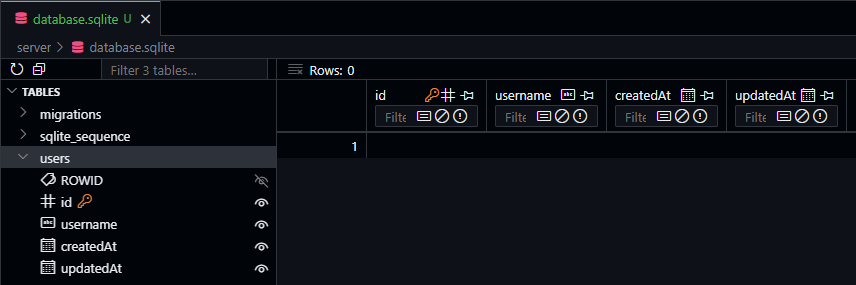 database.sqlite U
server > database.sqlite
Filter 3 tables...
Rows: 0
TABLES
migrations
sqlite_sequence
users
ROWID
id
username
createdAt
updatedAt
id username createdAt updatedAt
Filte Filte Filte Filte
1